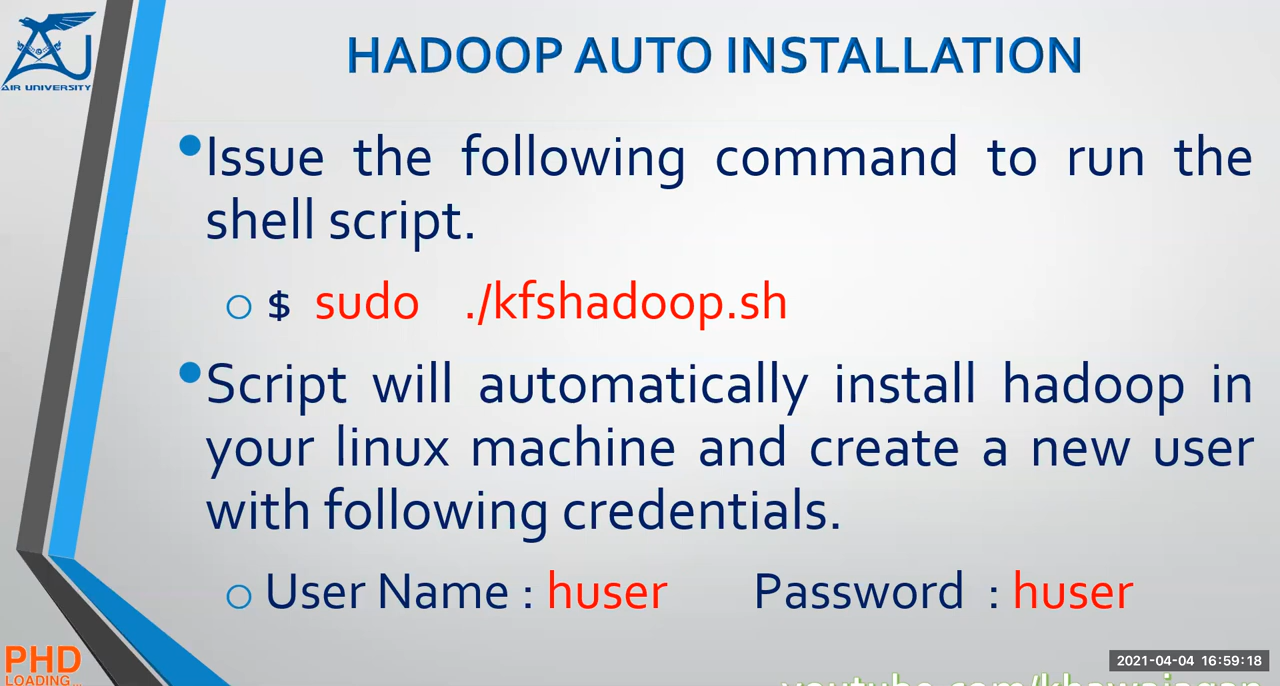 AIR UNIVERSITY
HADOOP AUTO INSTALLATION
Issue the following command to run the
shell script.
$ sudo ./kfshadoop.sh
Script will automatically install hadoop in
your linux machine and create a new user
with following credentials.
User Name : huser Password : huser
PHD
LOADING...
2021-04-04 16:59:18